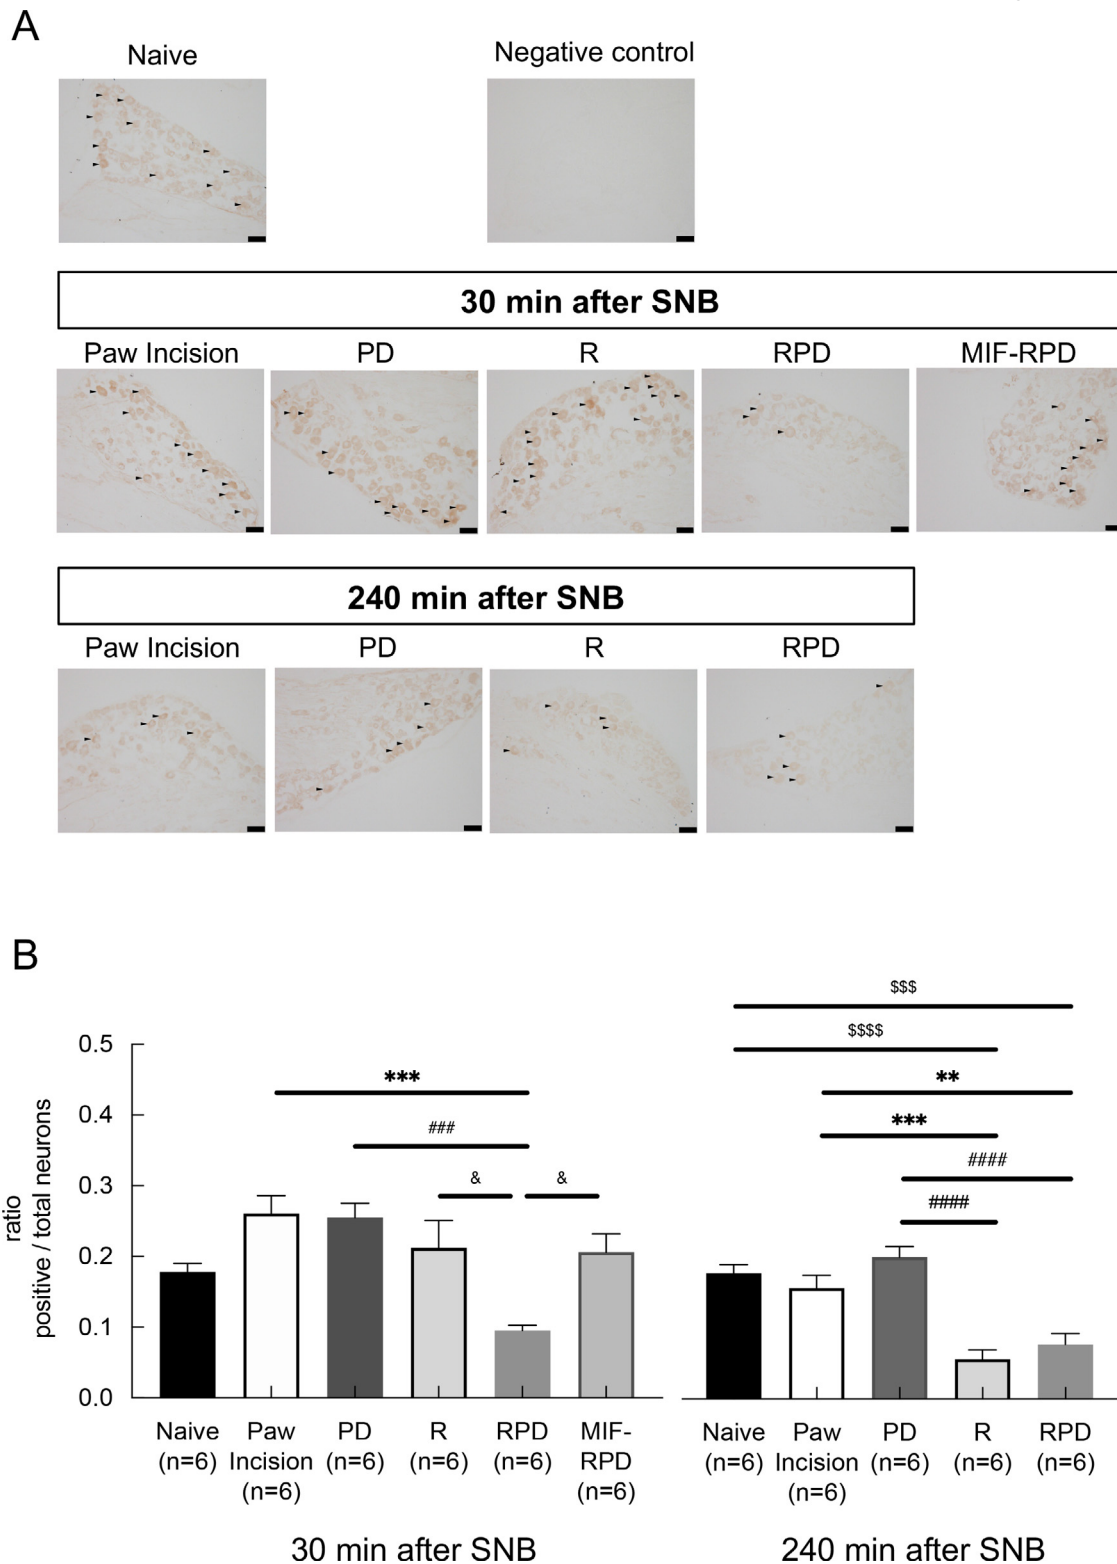 A
Naive
Negative control
30 min after SNB
Paw Incision PD R RPD MIF-RPD
240 min after SNB
Paw Incision PD R RPD
B
ratio
positive / total neurons
0.5
0.4
0.3
0.2
0.1
0.0
***
###
&
&
Naive (n=6)
Paw Incision (n=6)
PD (n=6)
R (n=6)
RPD (n=6)
MIF-RPD (n=6)
30 min after SNB
$$$
$$$$
**
***
####
####
Naive (n=6)
Paw Incision (n=6)
PD (n=6)
R (n=6)
RPD (n=6)
240 min after SNB